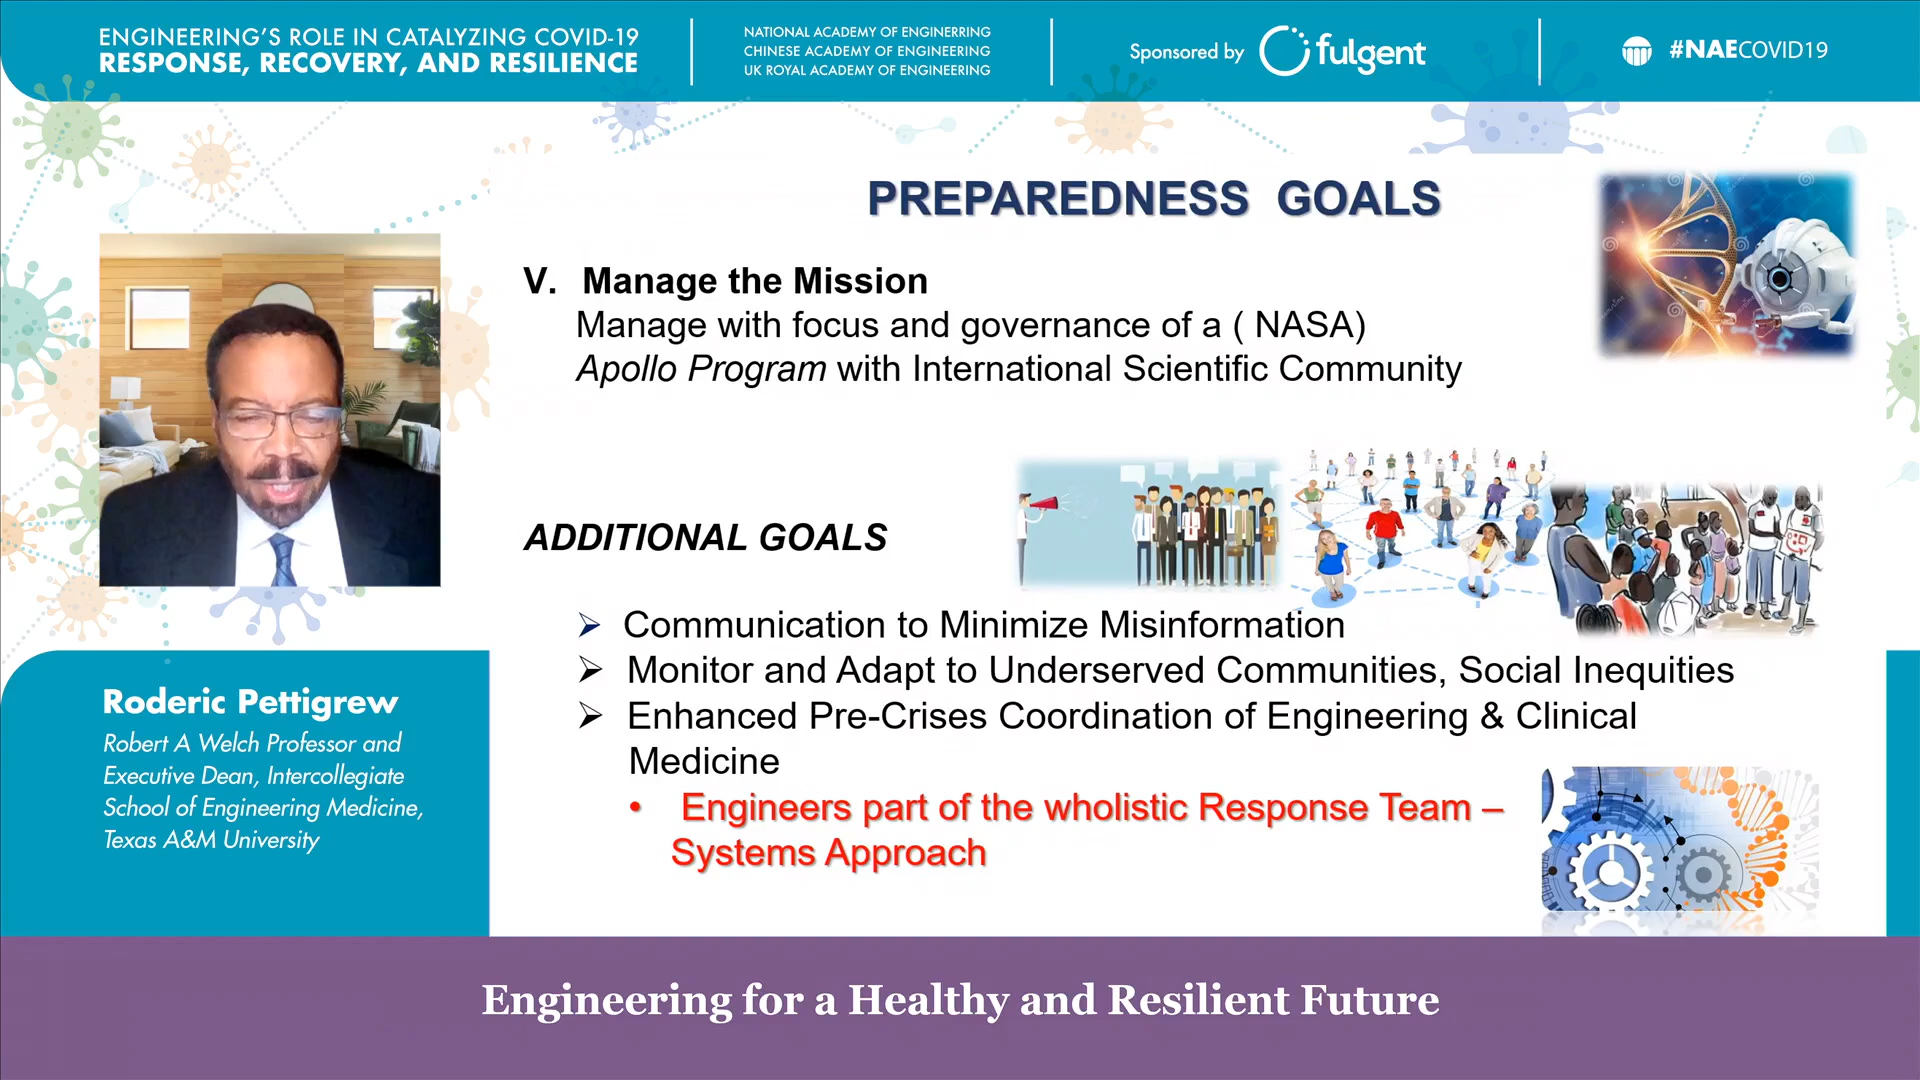 ENGINEERING'S ROLE IN CATALYZING COVID-19
RESPONSE, RECOVERY, AND RESILIENCE
NATIONAL ACADEMY OF ENGINERRING
CHINESE ACADEMY OF ENGINEERING
UK ROYAL ACADEMY OF ENGINEERING
Sponsored by fulgent
#NAECOVID19
PREPAREDNESS GOALS
V. Manage the Mission
Manage with focus and governance of a ( NASA)
Apollo Program with International Scientific Community
ADDITIONAL GOALS
➢ Communication to Minimize Misinformation
➢ Monitor and Adapt to Underserved Communities, Social Inequities
➢ Enhanced Pre-Crises Coordination of Engineering & Clinical
Medicine
• Engineers part of the wholistic Response Team –
Systems Approach
Roderic Pettigrew
Robert A Welch Professor and
Executive Dean, Intercollegiate
School of Engineering Medicine,
Texas A&M University
Engineering for a Healthy and Resilient Future